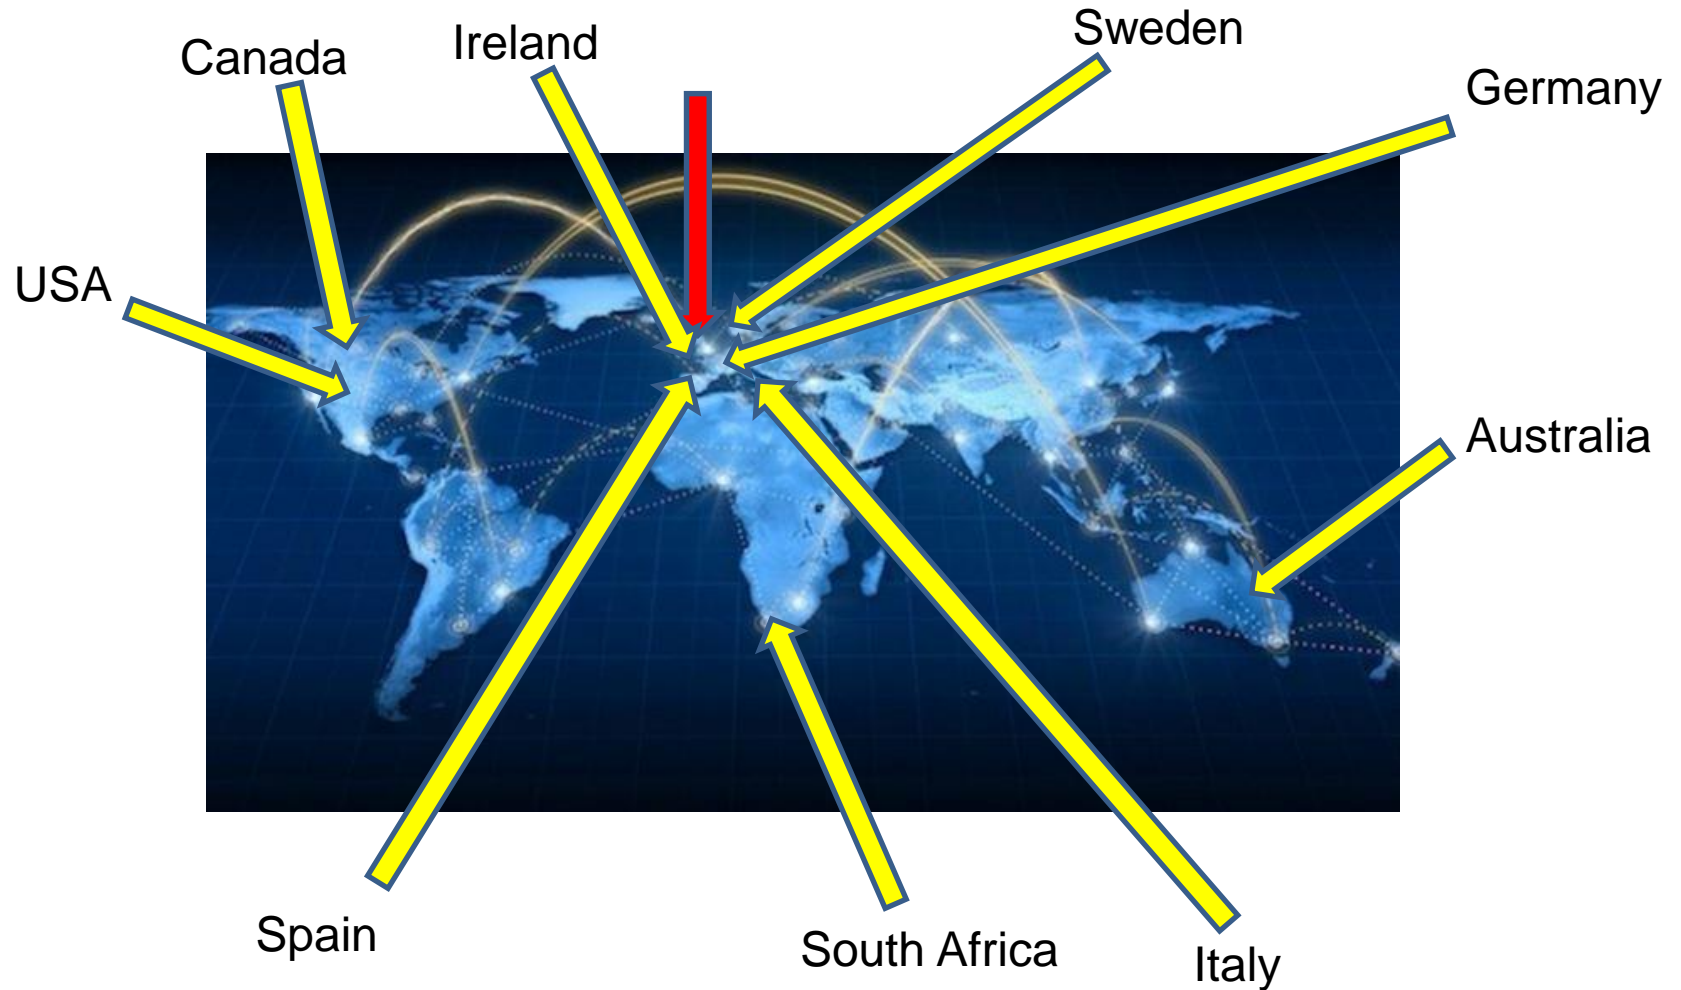 Sweden
Ireland
Canada
Germany
USA
Australia
Spain
South Africa
Italy